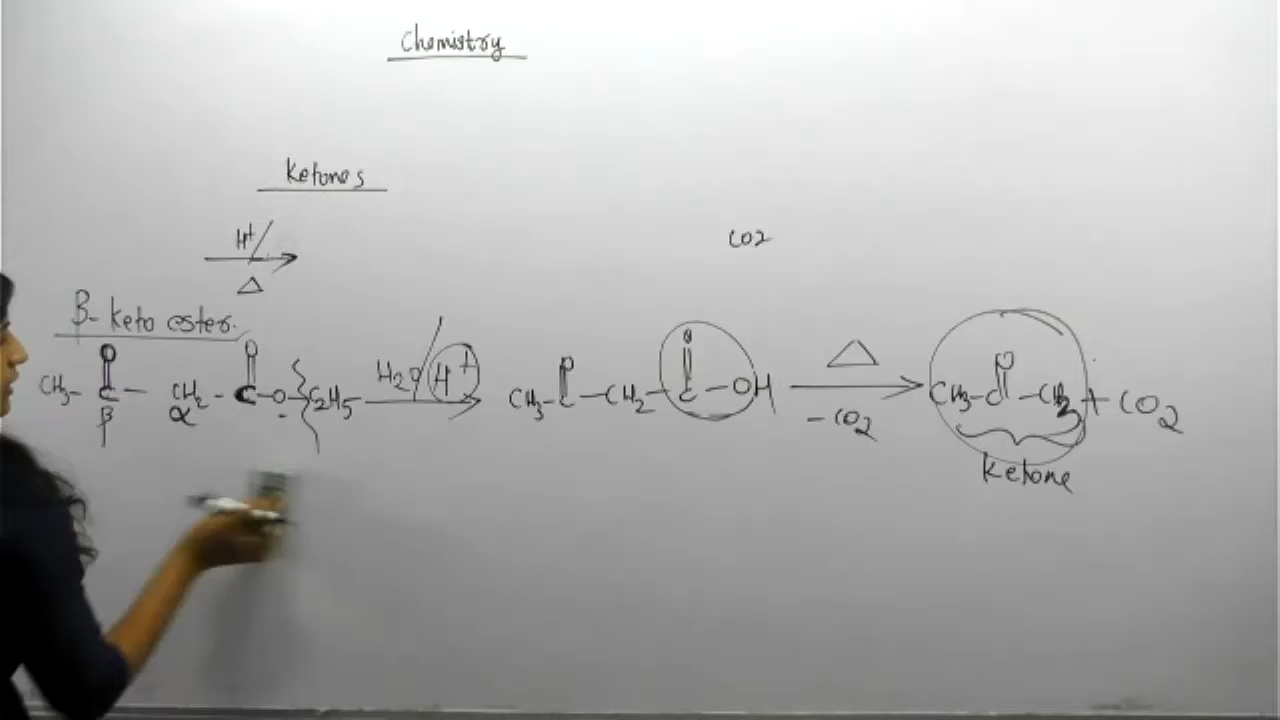 Chemistry
Ketones
H+/
Δ
CO2
β- keto ester.
CH3-C(=O)-CH2-C(=O)-O-C2H5 H2O/H+ CH3-C(=O)-CH2-C(=O)-OH Δ CH3-C(=O)-CH3 + CO2
β α -CO2
Ketone